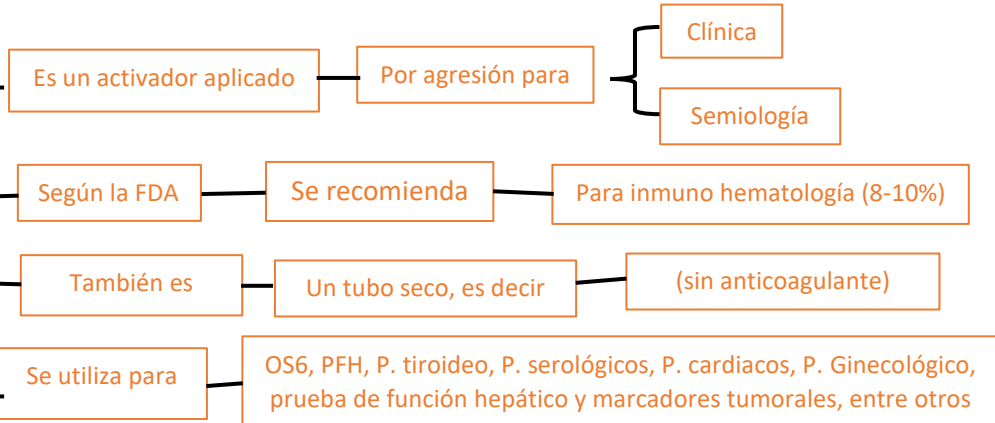 Clínica
Es un activador aplicado
Por agresión para
Semiología
Según la FDA
Se recomienda
Para inmuno hematología (8-10%)
También es
Un tubo seco, es decir
(sin anticoagulante)
Se utiliza para
OS6, PFH, P. tiroideo, P. serológicos, P. cardiacos, P. Ginecológico,
prueba de función hepático y marcadores tumorales, entre otros